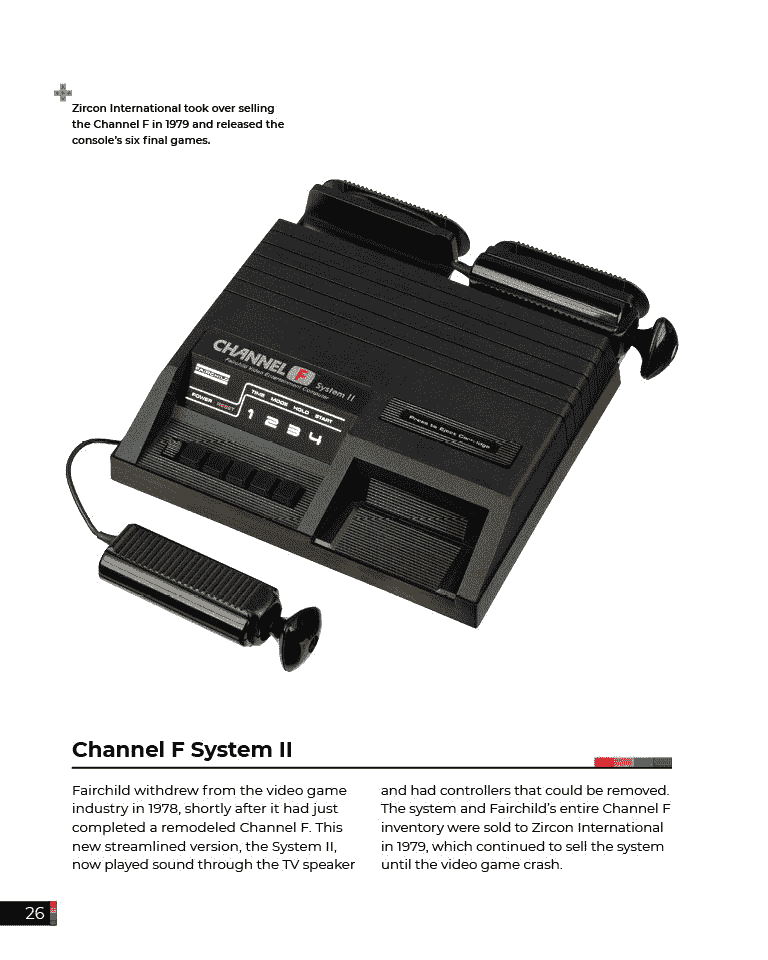 Zircon International took over selling
the Channel F in 1979 and released the
console's six final games.
CHANNEL F System II
Fairchild Video Entertainment Computer
FAIRCHILD
TIME MODE HOLD START
POWER RESET
1 2 3 4
Press to Eject Cartridge
Channel F System II
Fairchild withdrew from the video game
industry in 1978, shortly after it had just
completed a remodeled Channel F. This
new streamlined version, the System II,
now played sound through the TV speaker
and had controllers that could be removed.
The system and Fairchild's entire Channel F
inventory were sold to Zircon International
in 1979, which continued to sell the system
until the video game crash.
26